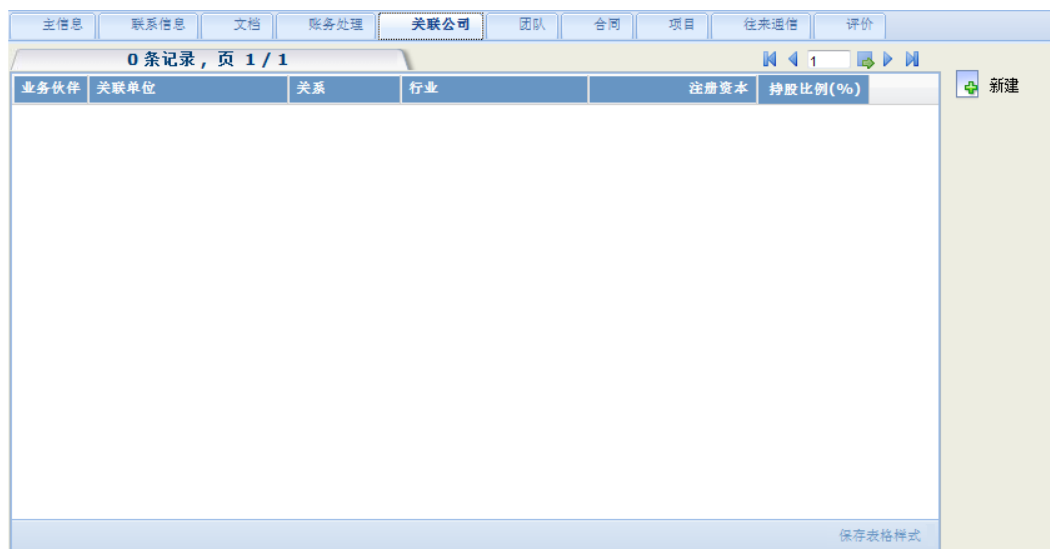 主信息 联系信息 文档 账务处理 关联公司 团队 合同 项目 往来通信 评价
0 条记录, 页 1 / 1 1
业务伙伴 关联单位 关系 行业 注册资本 持股比例(%)
新建
保存表格样式